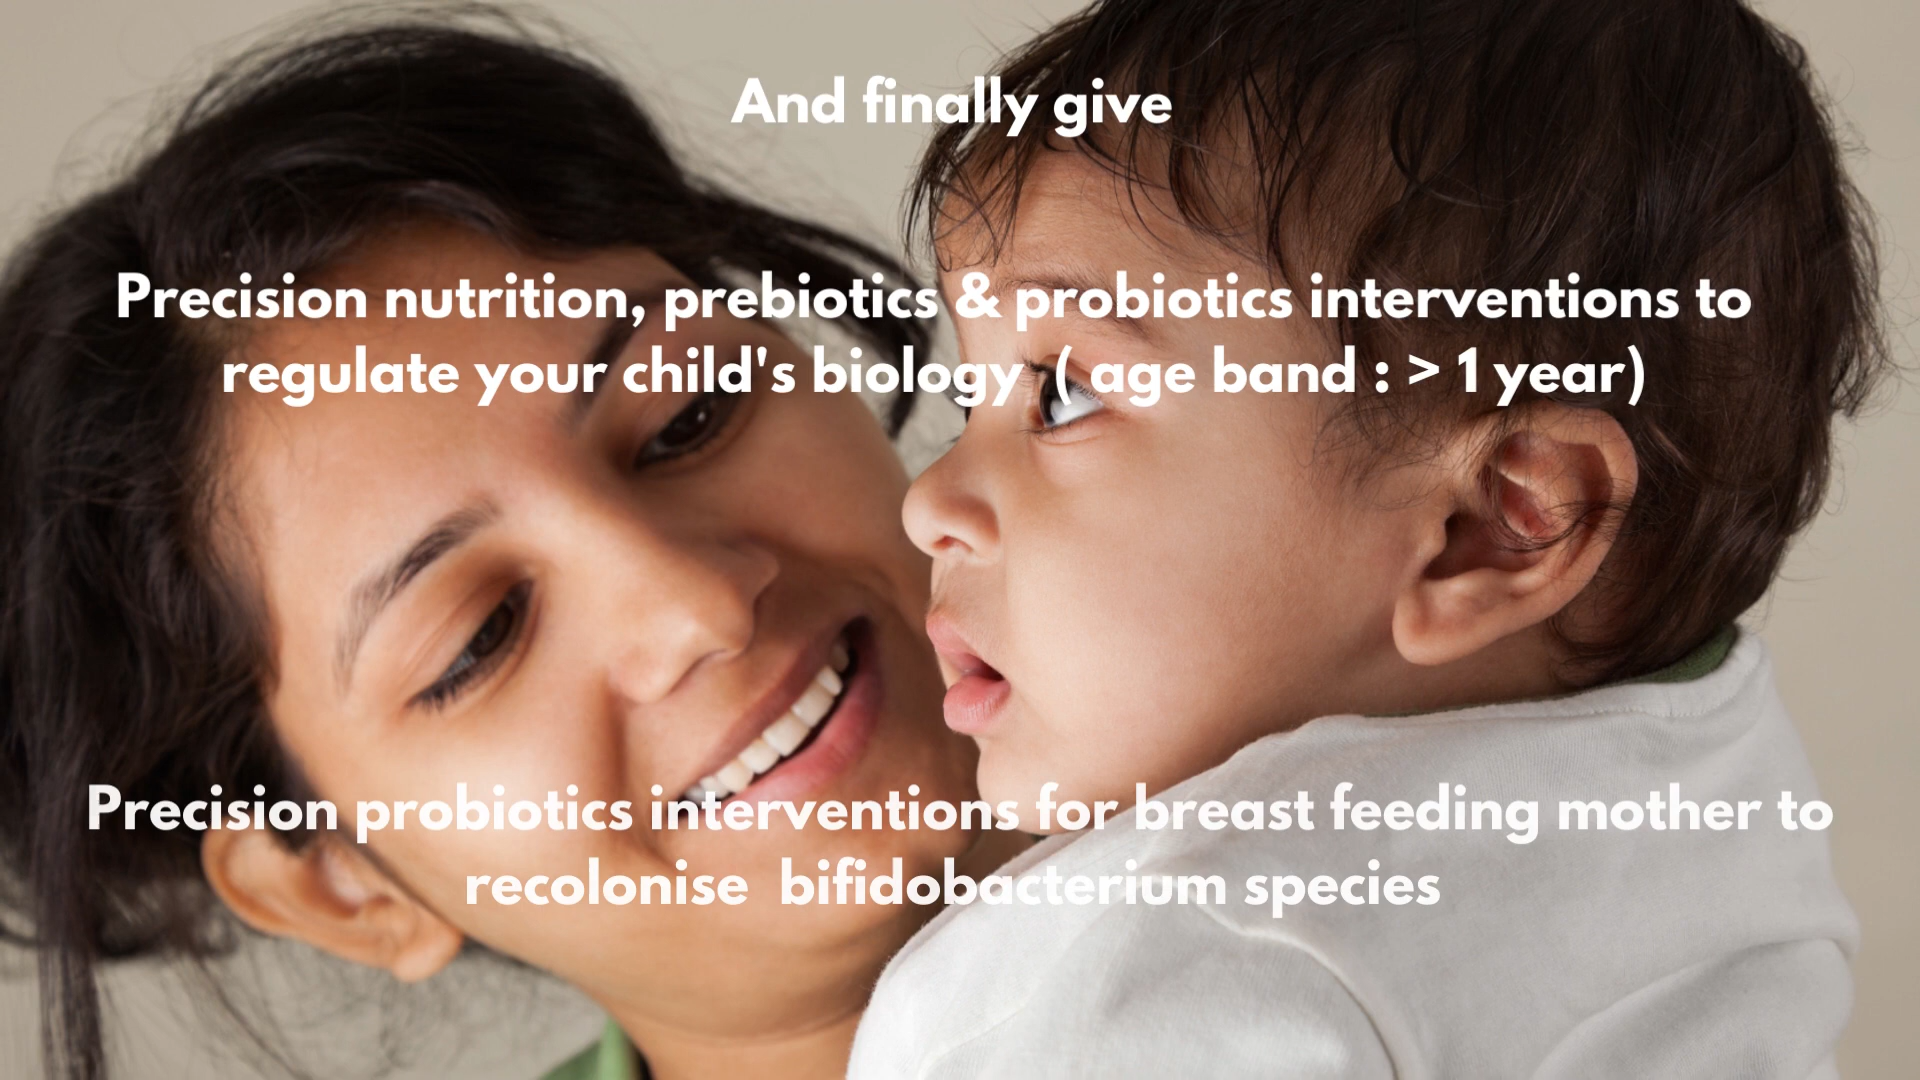 And finally give
Precision nutrition, prebiotics & probiotics interventions to
regulate your child's biology  ( age band : > 1 year)
Precision probiotics interventions for breast feeding mother to
recolonise  bifidobacterium species